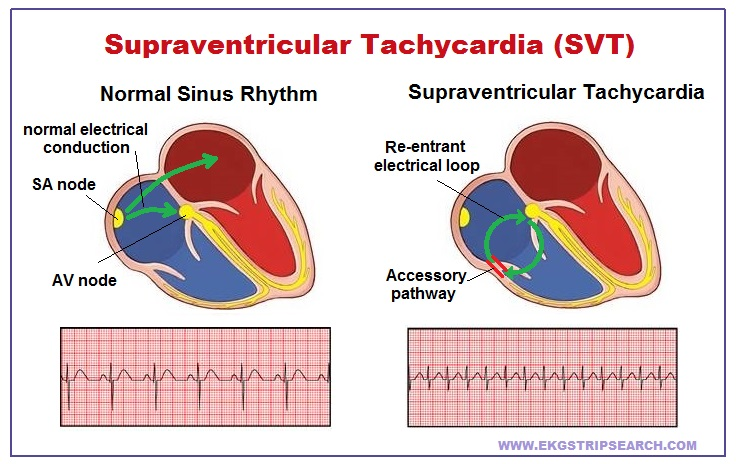 Supraventricular Tachycardia (SVT)
Normal Sinus Rhythm
normal electrical
conduction
SA node
AV node
Supraventricular Tachycardia
Re-entrant
electrical loop
Accessory
pathway
WWW.EKGSTRIPSEARCH.COM